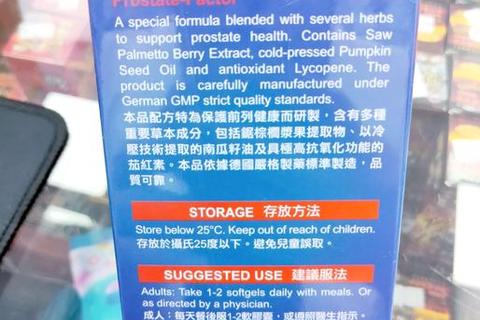 Prostate-Factor
A special formula blended with several herbs
to support prostate health. Contains Saw
Palmetto Berry Extract, cold-pressed Pumpkin
Seed Oil and antioxidant Lycopene. The
product is carefully manufactured under
German GMP strict quality standards.
本品配方特為保護前列健康而研製，含有多種
重要草本成分，包括鋸棕櫚漿果提取物、以冷
壓技術提取的南瓜籽油及具極高抗氧化功能的
茄紅素。本品依據德國嚴格製藥標準製造，品
質可靠。
STORAGE 存放方法
Store below 25°C. Keep out of reach of children.
存放於攝氏25度以下。避免兒童誤取。
SUGGESTED USE 建議服法
Adults: Take 1-2 softgels daily with meals. Or
as directed by a physician.
成人：每天餐後服1-2軟膠囊，或遵照醫生指示。